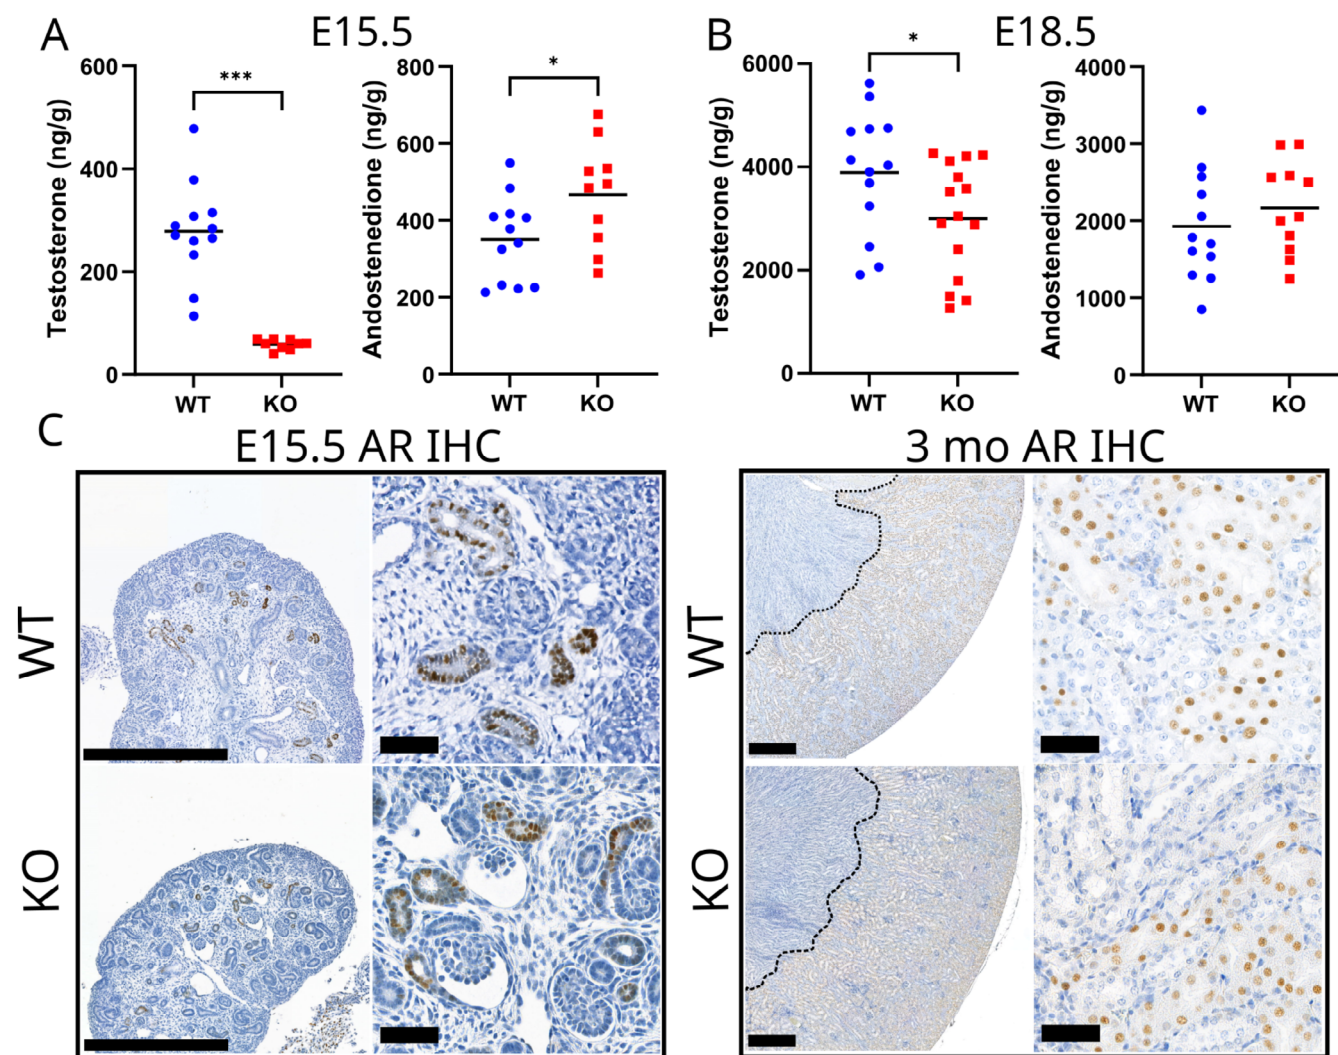 A
E15.5
B
E18.5
Testosterone (ng/g)
600
400
200
0
***
WT
KO
Andostenedione (ng/g)
800
600
400
200
0
*
WT
KO
Testosterone (ng/g)
6000
4000
2000
0
*
WT
KO
Andostenedione (ng/g)
4000
3000
2000
1000
0
WT
KO
C
E15.5 AR IHC
3 mo AR IHC
WT
WT
KO
KO